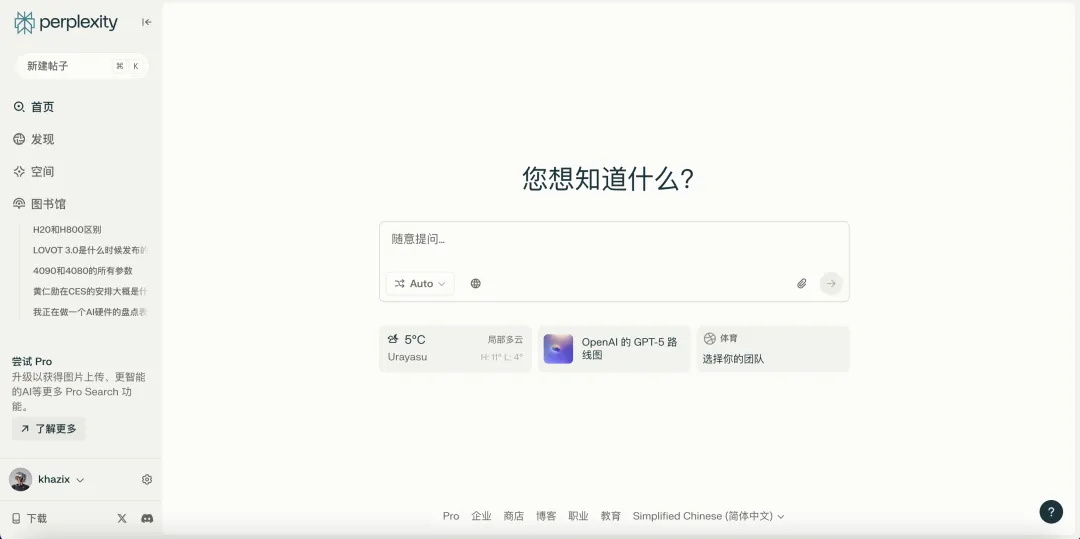 perplexity
新建帖子 ⌘ K
首页
发现
空间
图书馆
H20和H800区别
LOVOT 3.0是什么时候发布的
4090和4080的所有参数
黄仁勋在CES的安排大概是什
我正在做一个AI硬件的盘点表
尝试 Pro
升级以获得图片上传、更智能
的AI等更多 Pro Search 功
能。
了解更多
khazix
下载
您想知道什么?
随意提问...
Auto
5°C 局部多云
Urayasu H: 11° L: 4°
OpenAI 的 GPT-5 路
线图
体育
选择你的团队
Pro 企业 商店 博客 职业 教育 Simplified Chinese (简体中文)
?